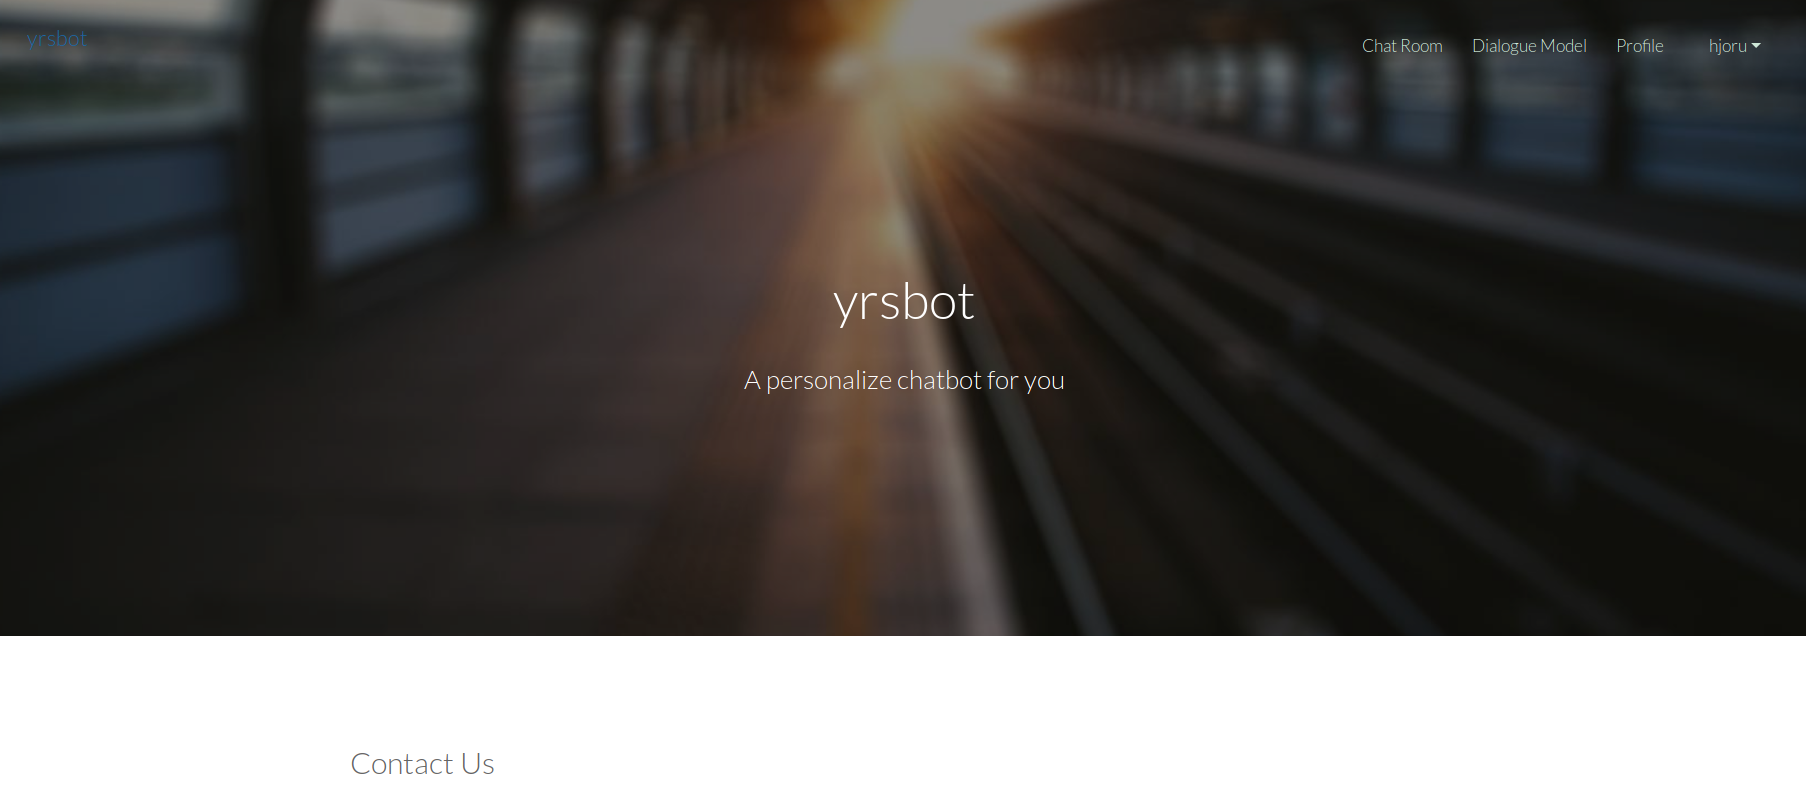 yrsbot
Chat Room Dialogue Model Profile hjoru
yrsbot
A personalize chatbot for you
Contact Us